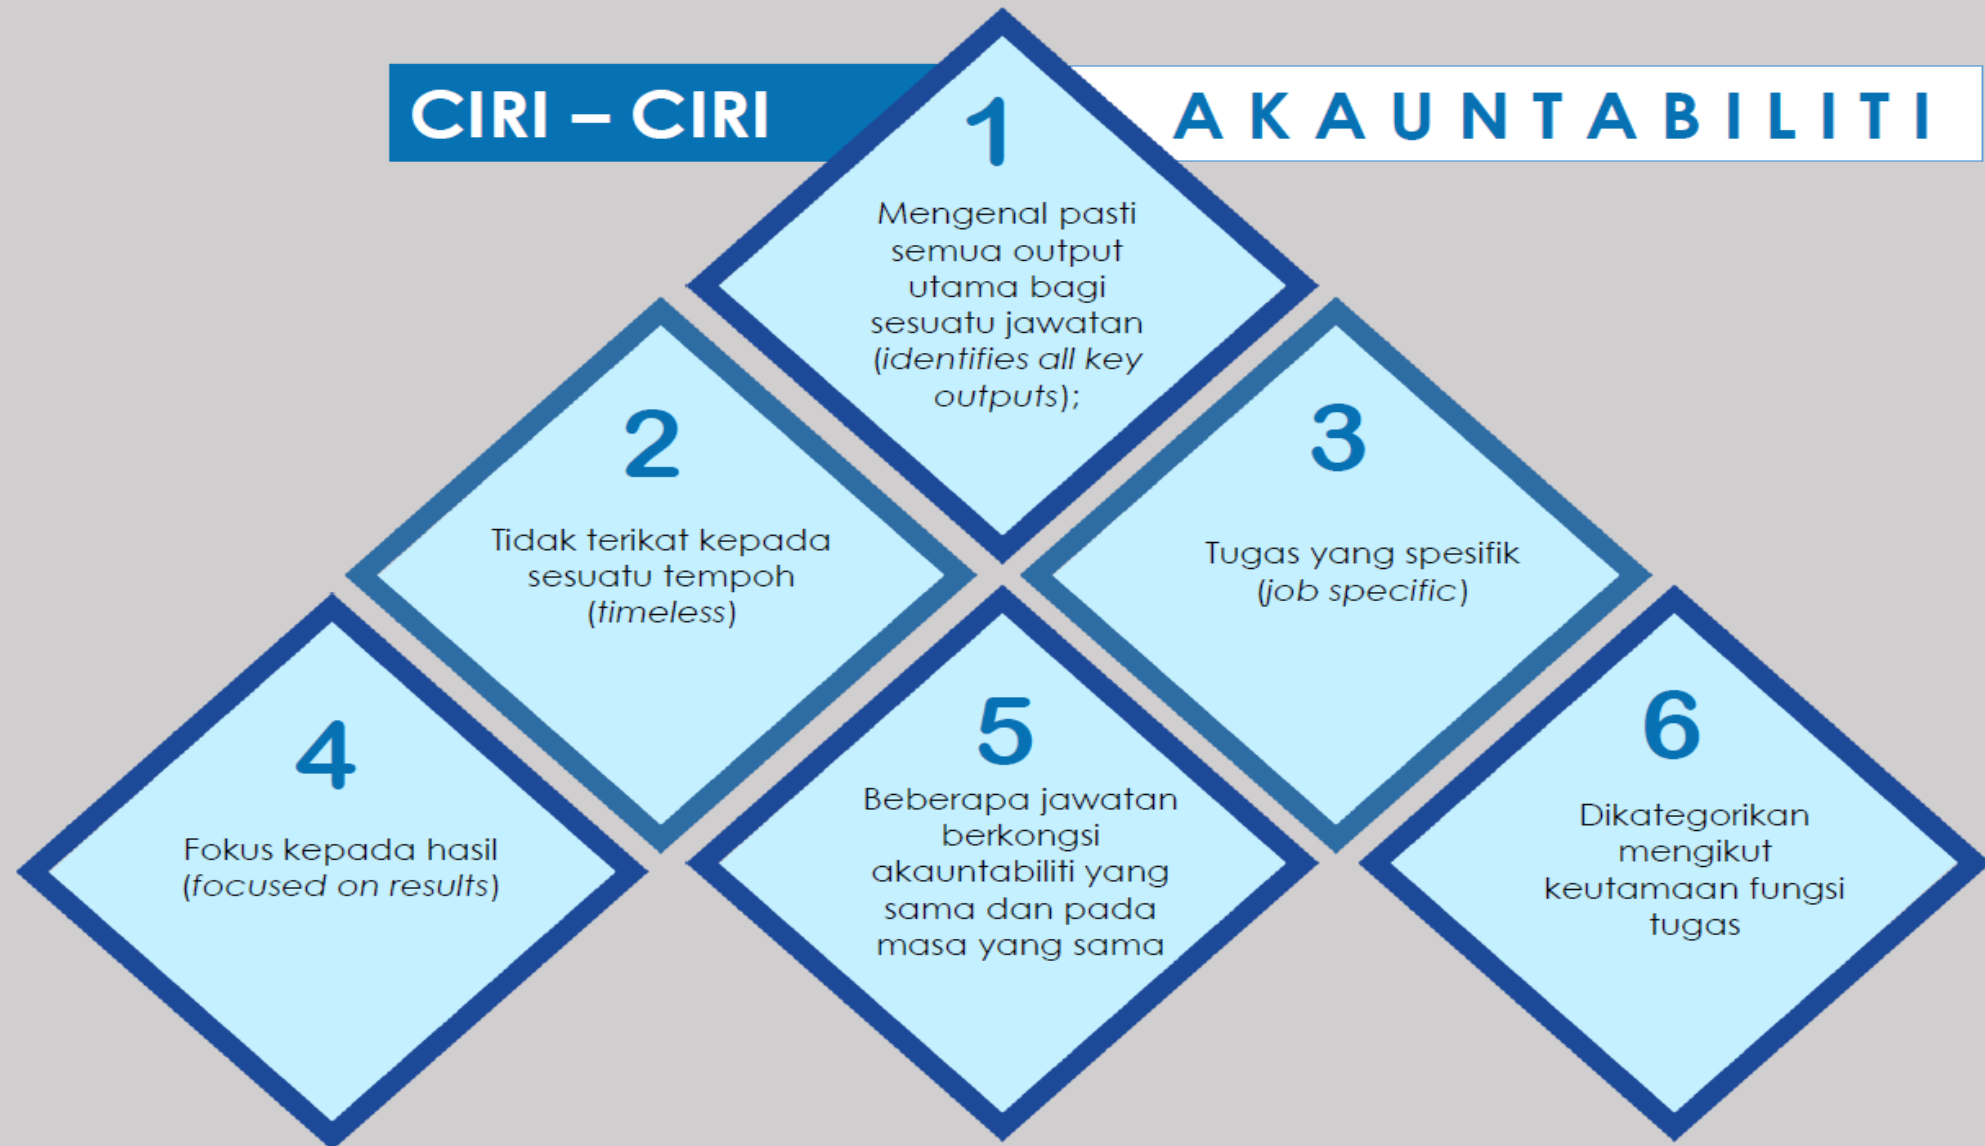 CIRI – CIRI AKAUNTABILITI
1
Mengenal pasti
semua output
utama bagi
sesuatu jawatan
(identifies all key
outputs);
2
Tidak terikat kepada
sesuatu tempoh
(timeless)
3
Tugas yang spesifik
(job specific)
4
Fokus kepada hasil
(focused on results)
5
Beberapa jawatan
berkongsi
akauntabiliti yang
sama dan pada
masa yang sama
6
Dikategorikan
mengikut
keutamaan fungsi
tugas